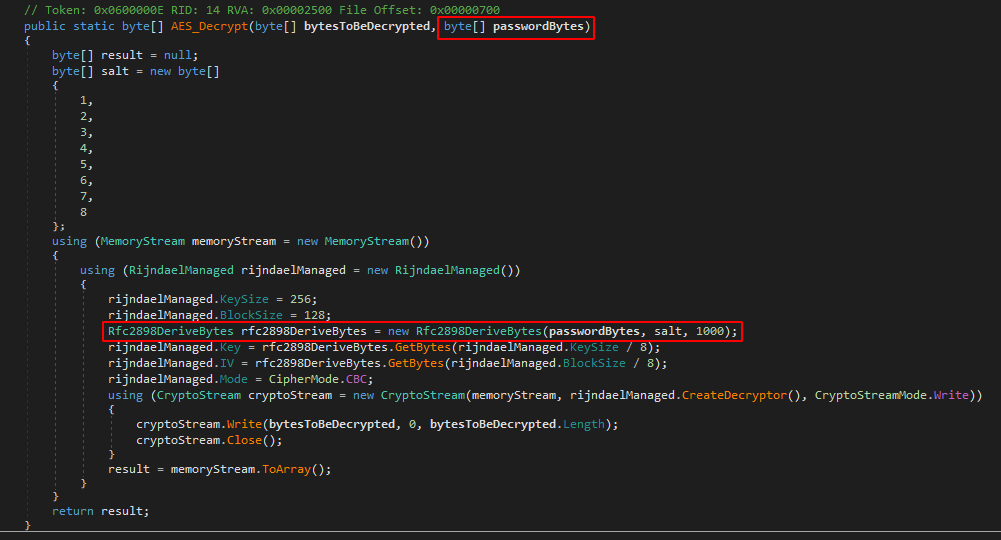 // Token: 0x0600000E RID: 14 RVA: 0x00002500 File Offset: 0x00000700
public static byte[] AES_Decrypt(byte[] bytesToBeDecrypted, byte[] passwordBytes)
{
    byte[] result = null;
    byte[] salt = new byte[]
    {
        1,
        2,
        3,
        4,
        5,
        6,
        7,
        8
    };
    using (MemoryStream memoryStream = new MemoryStream())
    {
        using (RijndaelManaged rijndaelManaged = new RijndaelManaged())
        {
            rijndaelManaged.KeySize = 256;
            rijndaelManaged.BlockSize = 128;
            Rfc2898DeriveBytes rfc2898DeriveBytes = new Rfc2898DeriveBytes(passwordBytes, salt, 1000);
            rijndaelManaged.Key = rfc2898DeriveBytes.GetBytes(rijndaelManaged.KeySize / 8);
            rijndaelManaged.IV = rfc2898DeriveBytes.GetBytes(rijndaelManaged.BlockSize / 8);
            rijndaelManaged.Mode = CipherMode.CBC;
            using (CryptoStream cryptoStream = new CryptoStream(memoryStream, rijndaelManaged.CreateDecryptor(), CryptoStreamMode.Write))
            {
                cryptoStream.Write(bytesToBeDecrypted, 0, bytesToBeDecrypted.Length);
                cryptoStream.Close();
            }
            result = memoryStream.ToArray();
        }
    }
    return result;
}